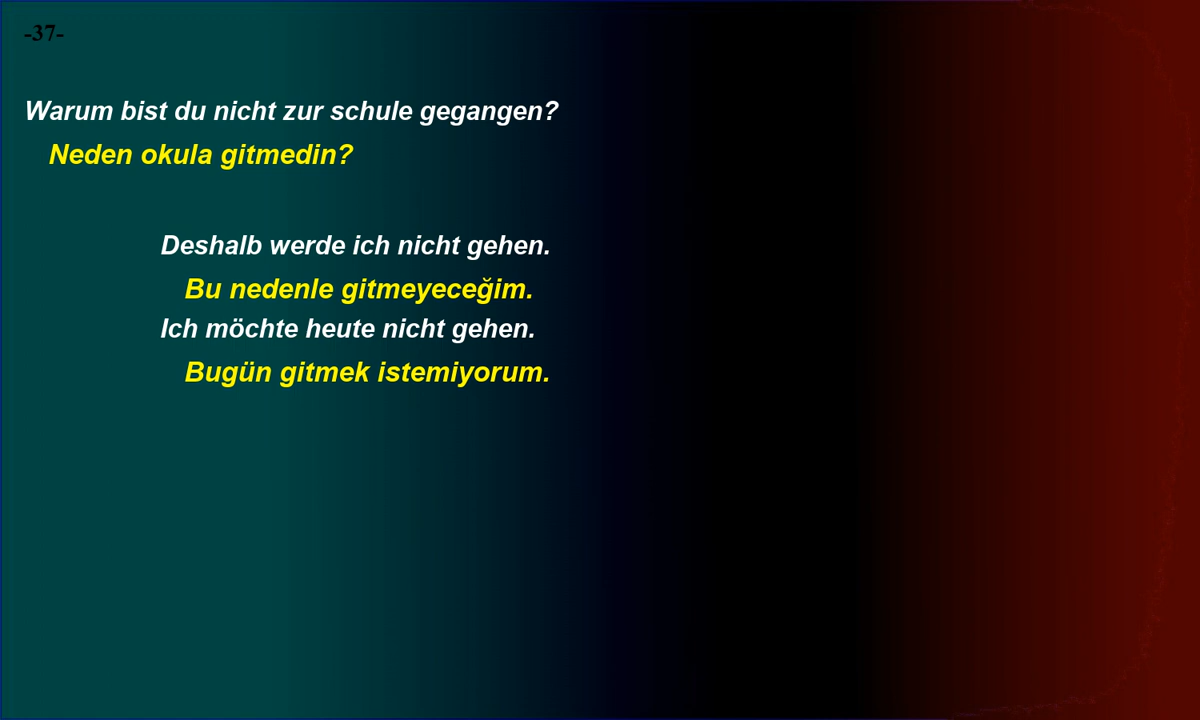 -37-
Warum bist du nicht zur schule gegangen?
Neden okula gitmedin?
Deshalb werde ich nicht gehen.
Bu nedenle gitmeyeceğim.
Ich möchte heute nicht gehen.
Bugün gitmek istemiyorum.